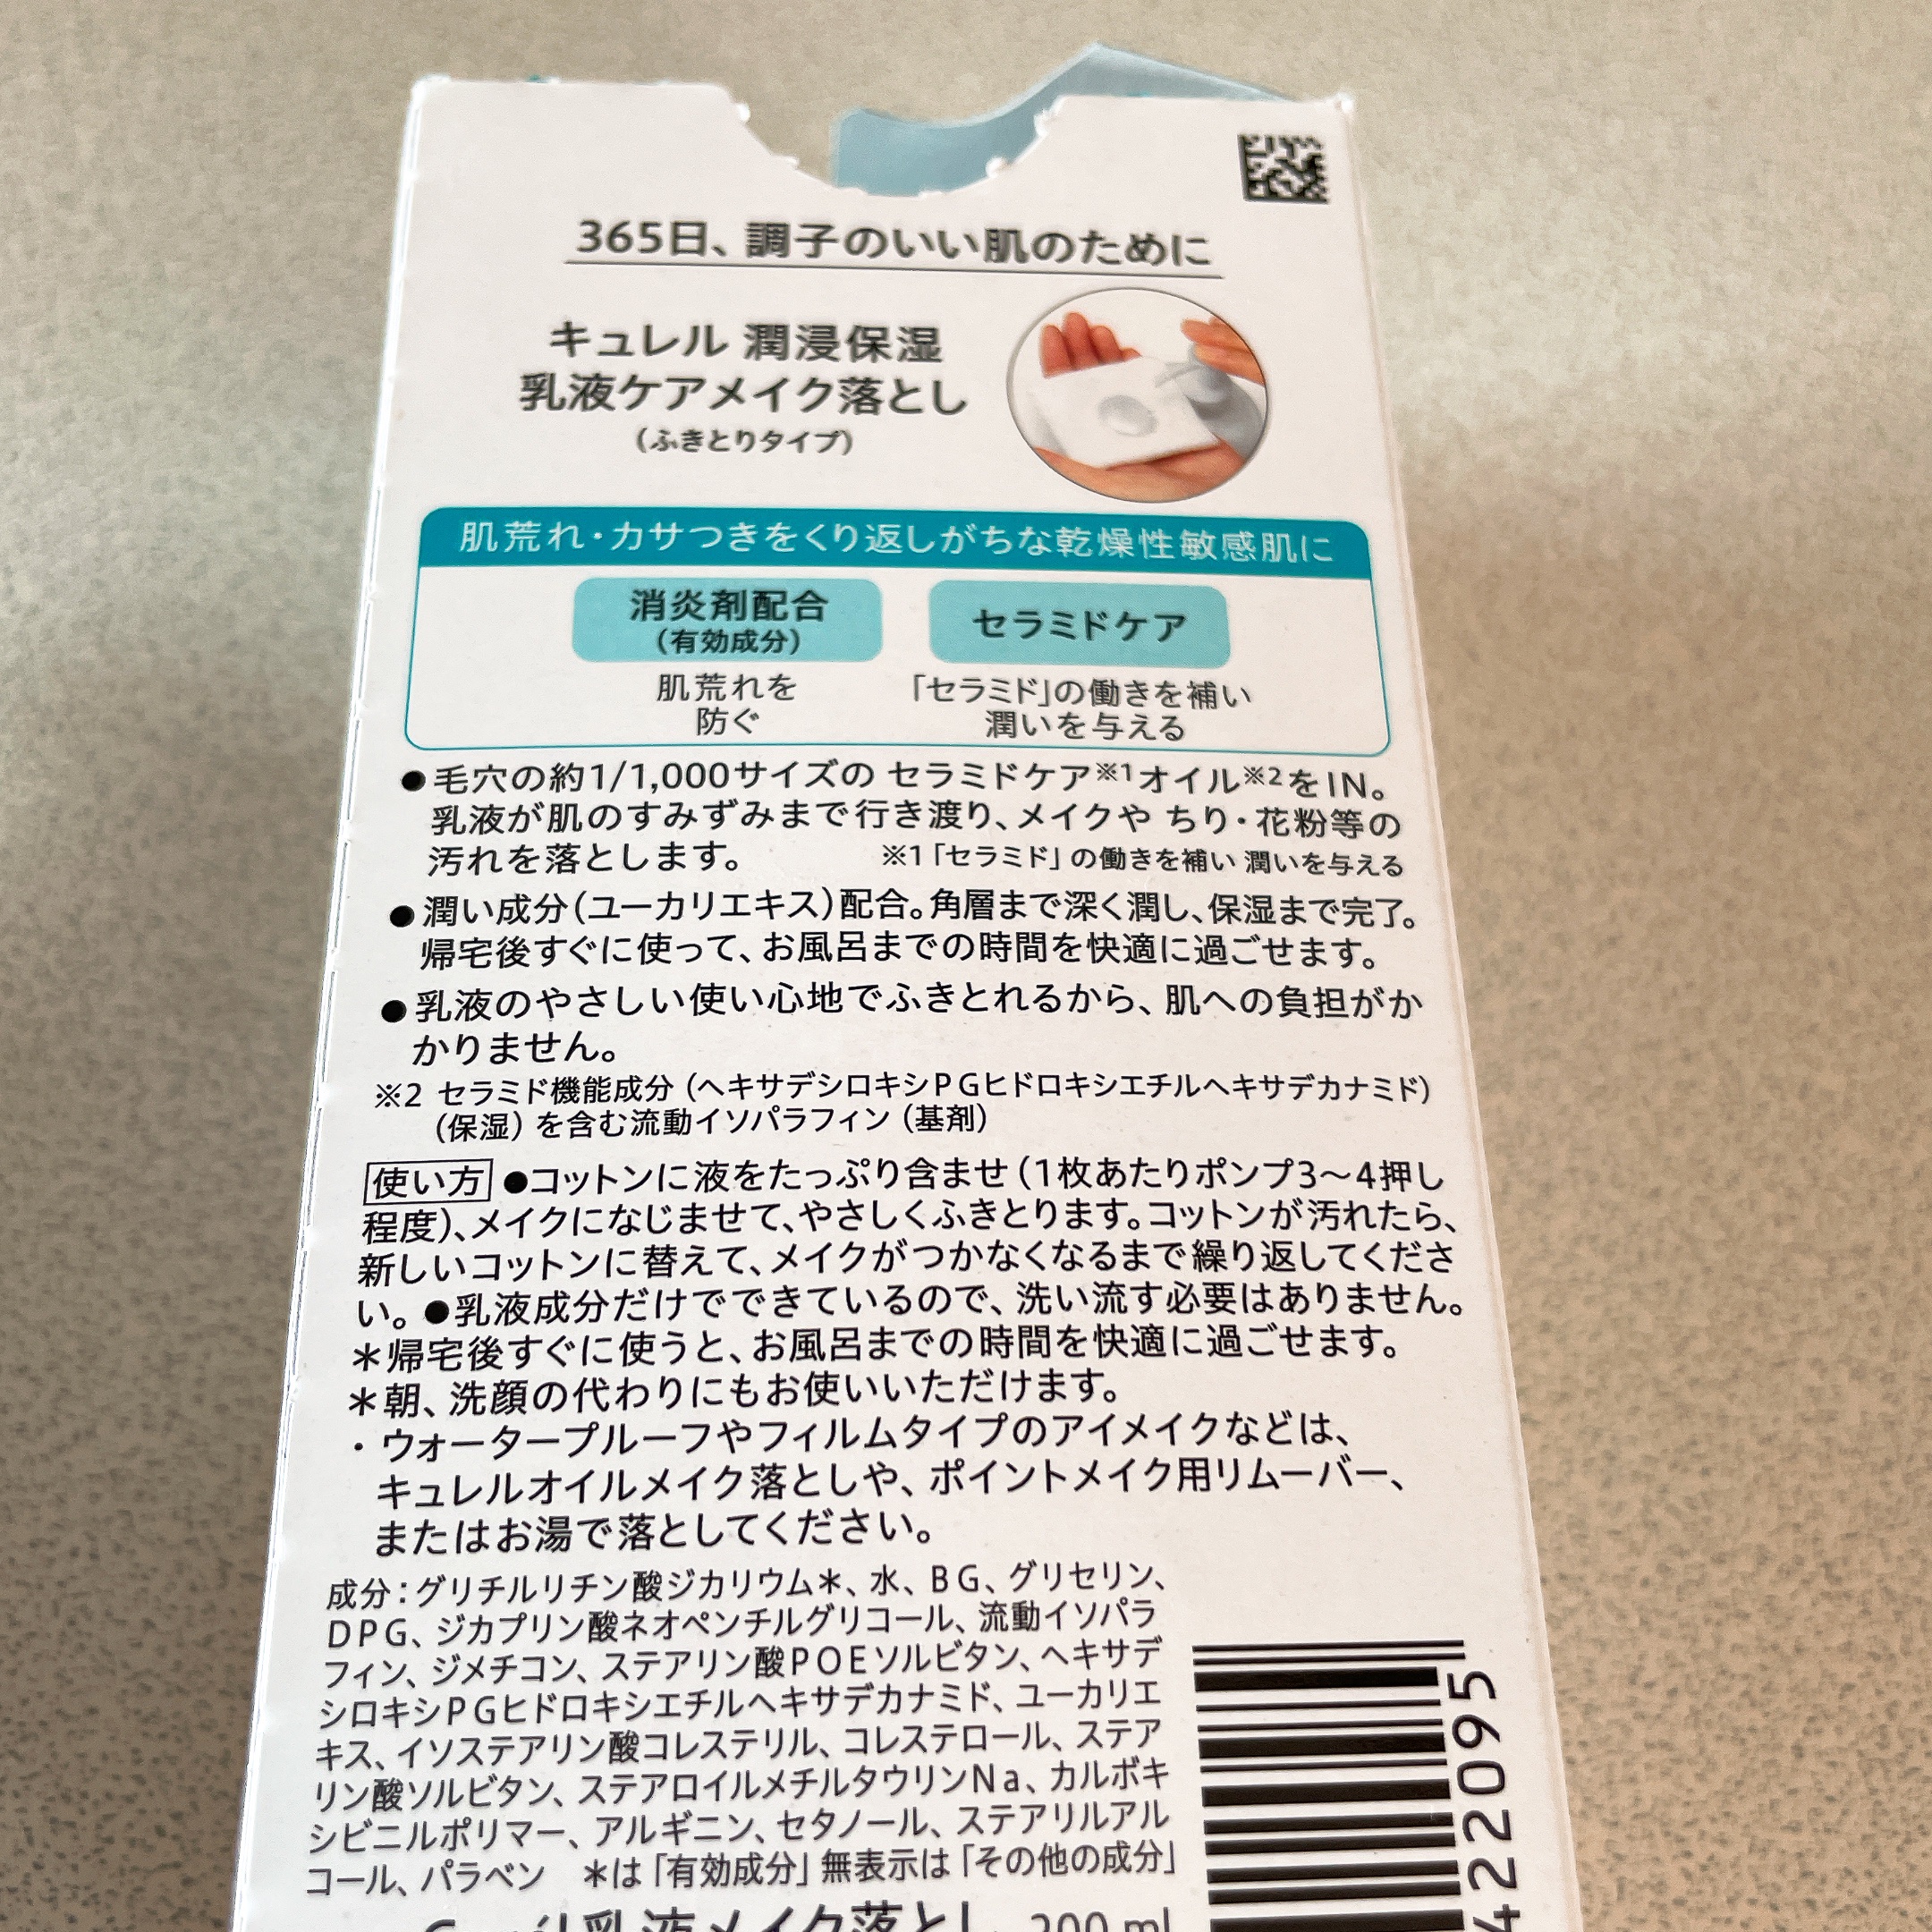 365日、調子のいい肌のために
キュレル 潤浸保湿
乳液ケアメイク落とし
（ふきとりタイプ）
肌荒れ・カサつきをくり返しがちな乾燥性敏感肌に
消炎剤配合
（有効成分）
肌荒れを
防ぐ
セラミドケア
「セラミド」の働きを補い
潤いを与える
●毛穴の約1/1,000サイズの セラミドケア※1オイル※2をIN。
乳液が肌のすみずみまで行き渡り、メイクや ちり・花粉等の
汚れを落とします。 ※1「セラミド」の働きを補い 潤いを与える
●潤い成分（ユーカリエキス）配合。角層まで深く潤し、保湿まで完了。
帰宅後すぐに使って、お風呂までの時間を快適に過ごせます。
●乳液のやさしい使い心地でふきとれるから、肌への負担がか
かりません。
※2 セラミド機能成分（ヘキサデシロキシPGヒドロキシエチルヘキサデカナミド）
（保湿）を含む流動イソパラフィン（基剤）
使い方 ●コットンに液をたっぷり含ませ（1枚あたりポンプ3〜4押し
程度）、メイクになじませて、やさしくふきとります。コットンが汚れたら、
新しいコットンに替えて、メイクがつかなくなるまで繰り返してくださ
い。●乳液成分だけでできているので、洗い流す必要はありません。
＊帰宅後すぐに使うと、お風呂までの時間を快適に過ごせます。
＊朝、洗顔の代わりにもお使いいただけます。
・ウォータープルーフやフィルムタイプのアイメイクなどは、
キュレルオイルメイク落としや、ポイントメイク用リムーバー、
またはお湯で落としてください。
成分：グリチルリチン酸ジカリウム＊、水、BG、グリセリン、
DPG、ジカプリン酸ネオペンチルグリコール、流動イソパラ
フィン、ジメチコン、ステアリン酸POEソルビタン、ヘキサデ
シロキシPGヒドロキシエチルヘキサデカナミド、ユーカリエ
キス、イソステアリン酸コレステリル、コレステロール、ステア
リン酸ソルビタン、ステアロイルメチルタウリンNa、カルボキ
シビニルポリマー、アルギニン、セタノール、ステアリルアル
コール、パラベン ＊は「有効成分」無表示は「その他の成分」
乳液メイク落とし 200 ml
422095